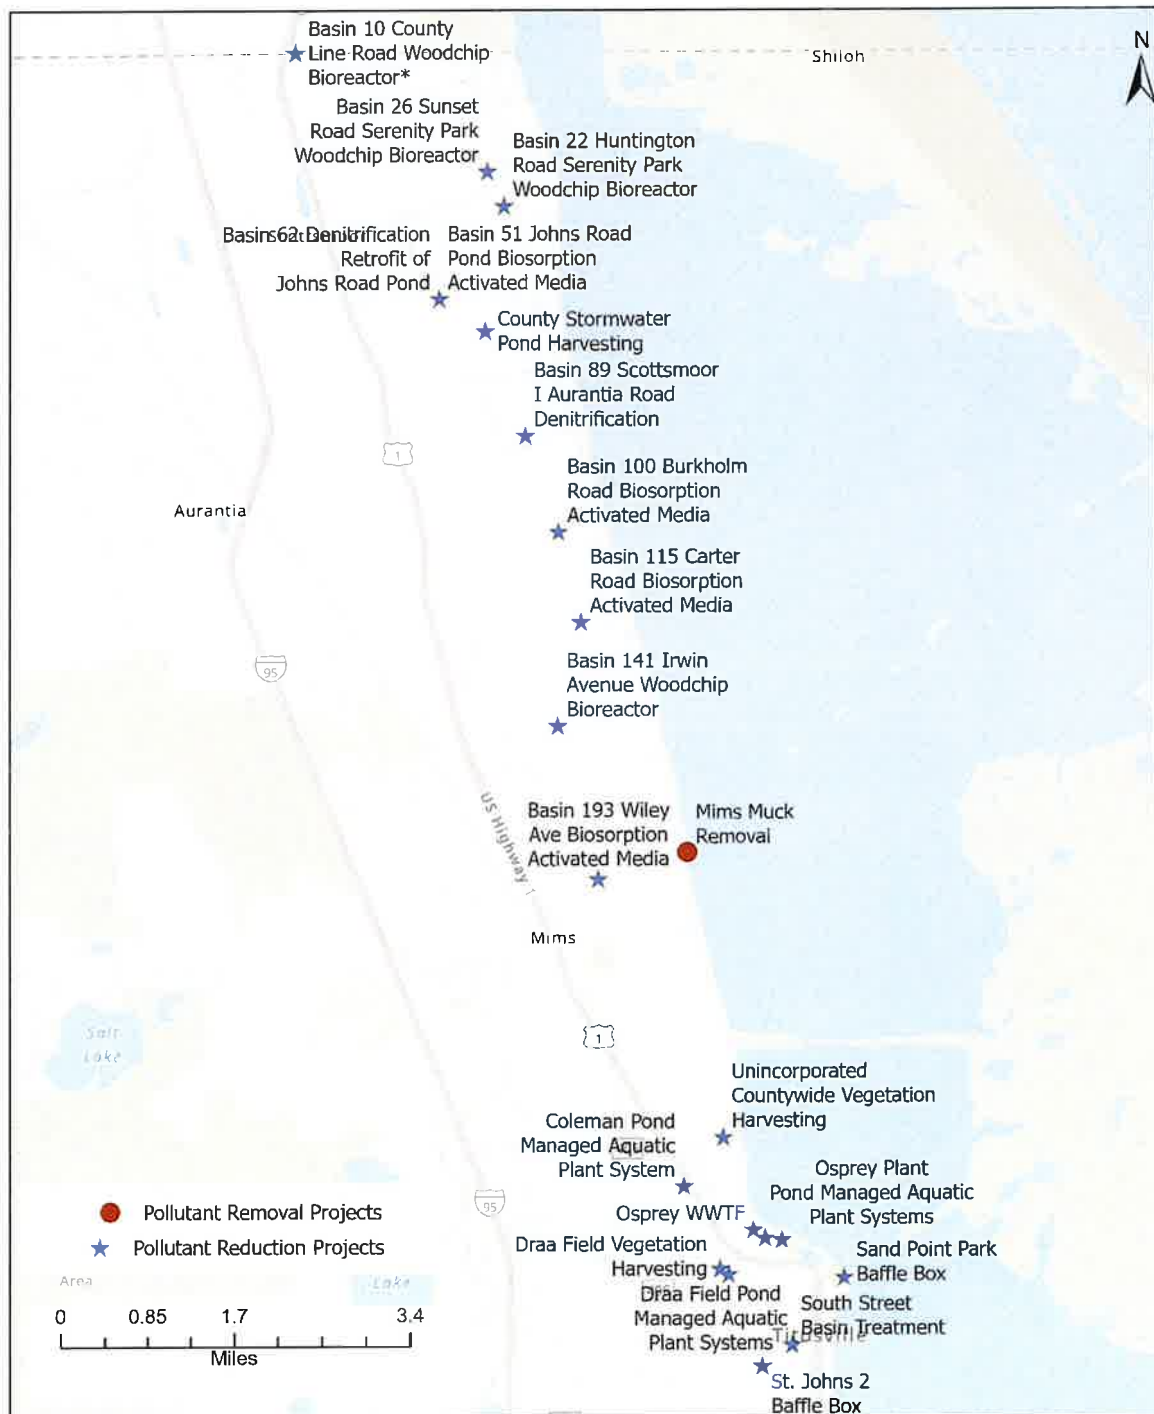 Basin 10 County
Line Road Woodchip
Bioreactor*
Shiloh
N
Basin 26 Sunset
Road Serenity Park
Woodchip Bioreactor
Basin 22 Huntington
Road Serenity Park
Woodchip Bioreactor
Basin 62 Denitrification
Retrofit of
Johns Road Pond
Basin 51 Johns Road
Pond Biosorption
Activated Media
County Stormwater
Pond Harvesting
Basin 89 Scottsmoor
I Aurantia Road
Denitrification
1
Basin 100 Burkholm
Road Biosorption
Activated Media
Aurantia
Basin 115 Carter
Road Biosorption
Activated Media
95
Basin 141 Irwin
Avenue Woodchip
Bioreactor
US Highway 1
Basin 193 Wiley
Ave Biosorption
Activated Media
Mims Muck
Removal
Mims
Salt
Lake
1
Unincorporated
Countywide Vegetation
Harvesting
Coleman Pond
Managed Aquatic
Plant System
Osprey Plant
Pond Managed Aquatic
Plant Systems
95
Osprey WWTF
Draa Field Vegetation
Harvesting
Sand Point Park
Baffle Box
Draa Field Pond
Managed Aquatic
Plant Systems
South Street
Basin Treatment
Titusville
St. Johns 2
Baffle Box
Pollutant Removal Projects
Pollutant Reduction Projects
Area
Lake
0 0.85 1.7 3.4
Miles